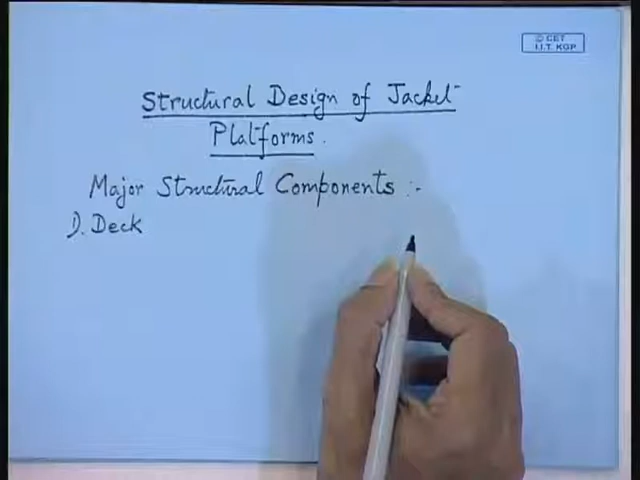 © CET
I.I.T. KGP
Structural Design of Jacket
Platforms.
Major Structural Components :-
1). Deck